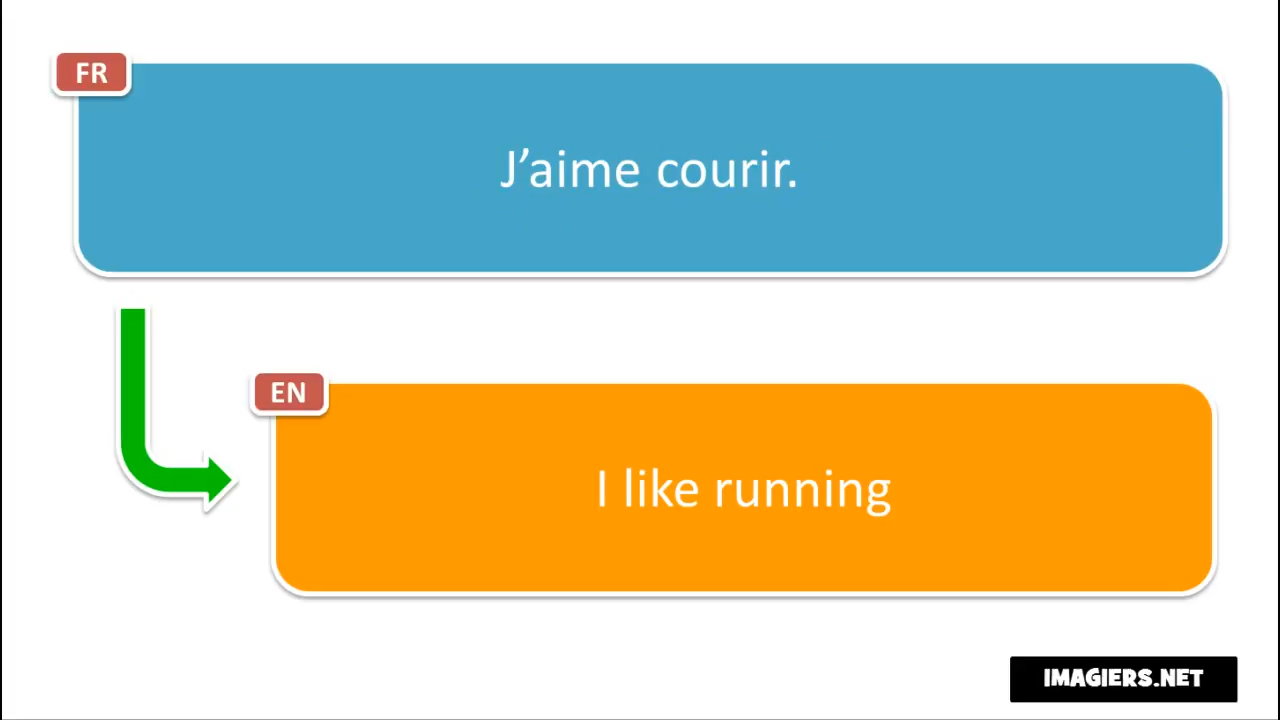 FR
J’aime courir.
EN
I like running
IMAGIERS.NET